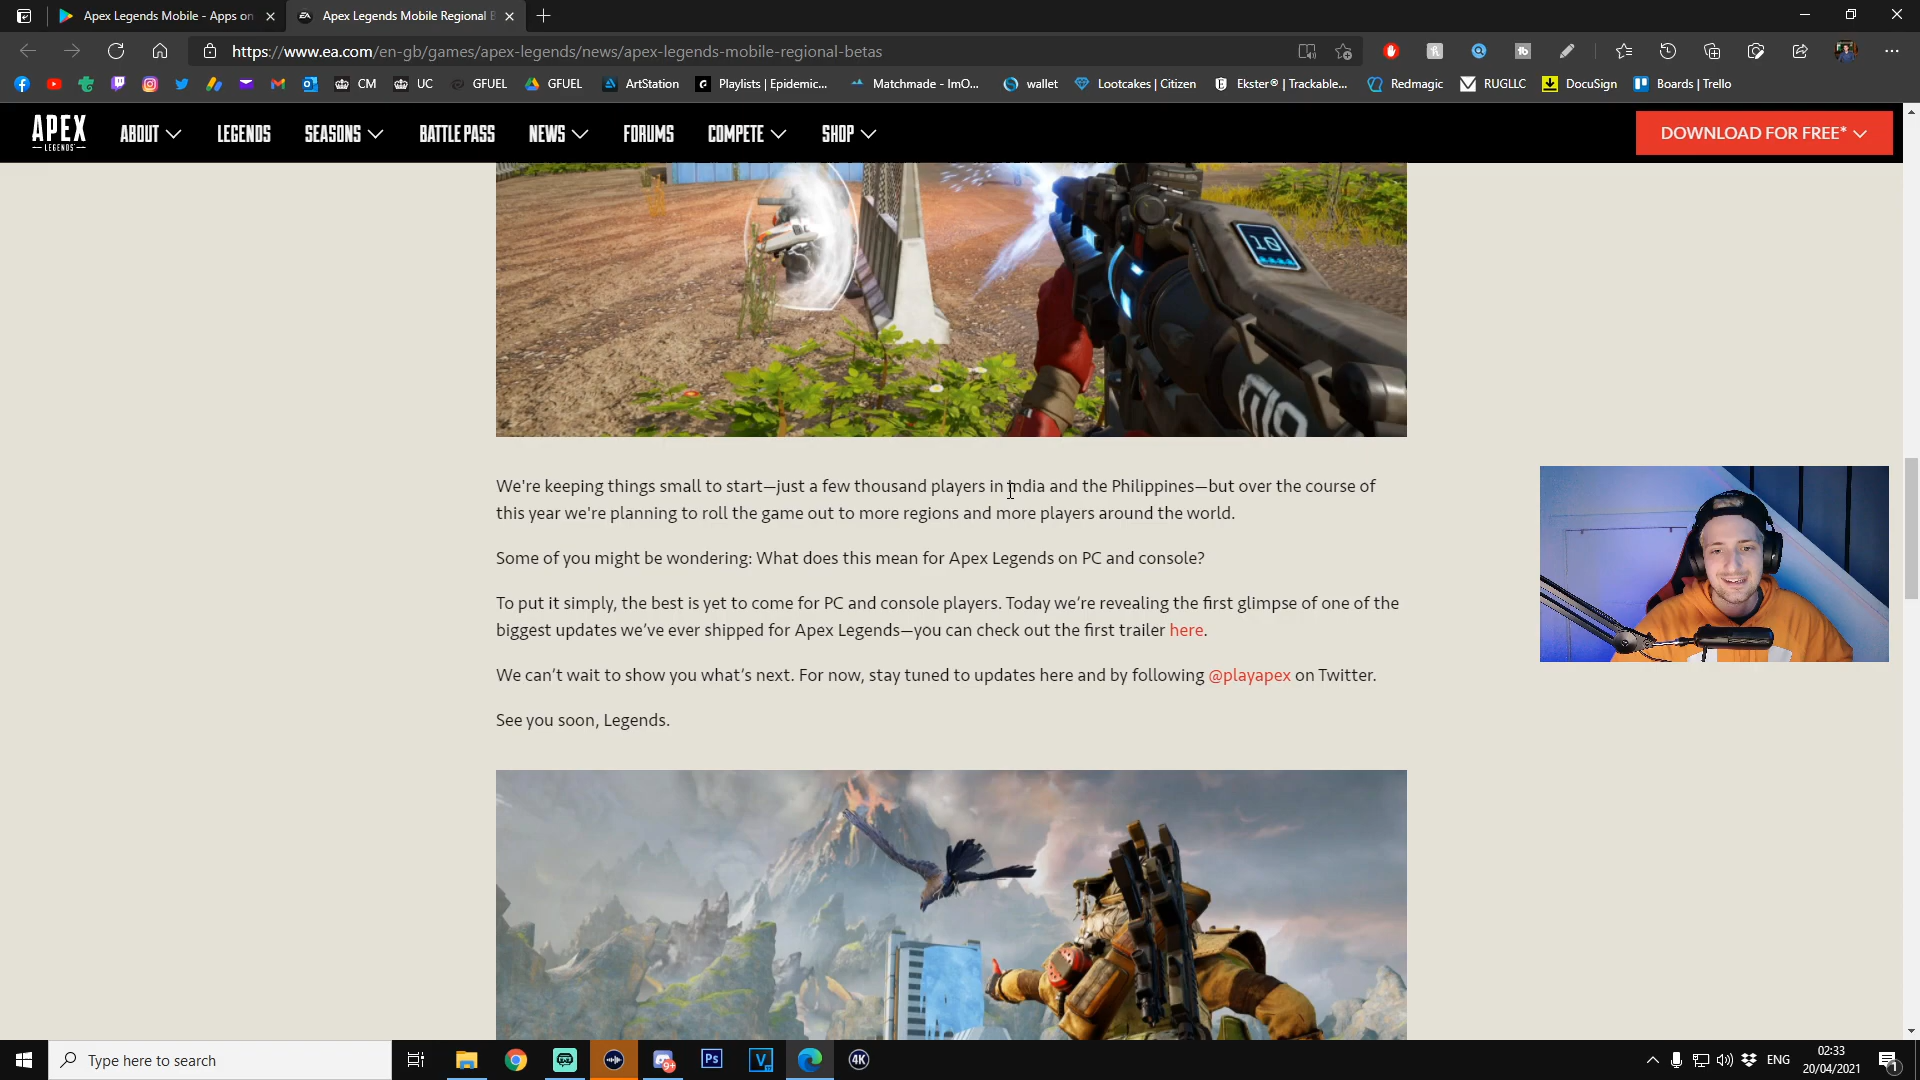 Apex Legends Mobile - Apps on
Apex Legends Mobile Regional B
https://www.ea.com/en-gb/games/apex-legends/news/apex-legends-mobile-regional-betas
CM
UC
GFUEL
GFUEL
ArtStation
Playlists | Epidemic...
Matchmade - ImO...
wallet
Lootcakes | Citizen
Ekster® | Trackable...
Redmagic
RUGLLC
DocuSign
Boards | Trello
APEX
LEGENDS
ABOUT
LEGENDS
SEASONS
BATTLE PASS
NEWS
FORUMS
COMPETE
SHOP
DOWNLOAD FOR FREE*
10
We're keeping things small to start—just a few thousand players in India and the Philippines—but over the course of
this year we're planning to roll the game out to more regions and more players around the world.
Some of you might be wondering: What does this mean for Apex Legends on PC and console?
To put it simply, the best is yet to come for PC and console players. Today we’re revealing the first glimpse of one of the
biggest updates we’ve ever shipped for Apex Legends—you can check out the first trailer here.
We can’t wait to show you what’s next. For now, stay tuned to updates here and by following @playapex on Twitter.
See you soon, Legends.
Type here to search
9+
Ps
V
4K
ENG
02:33
20/04/2021
1